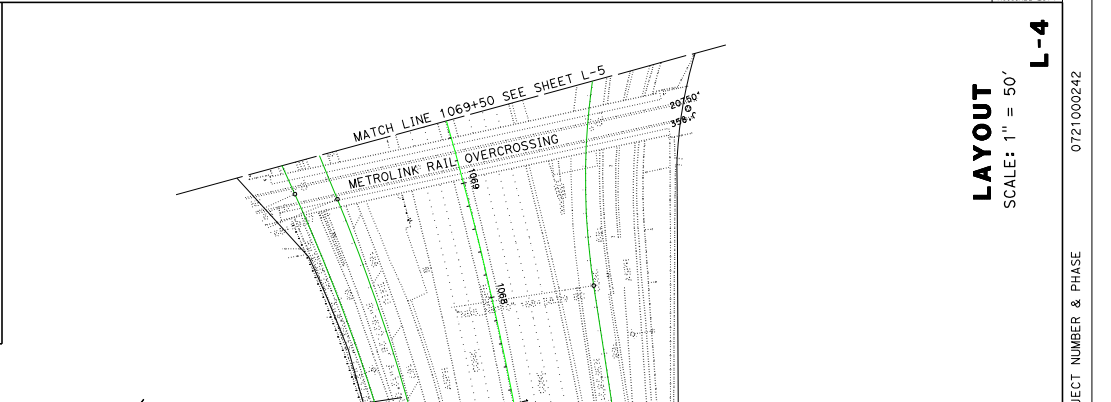 MATCH LINE 1069+50 SEE SHEET L-5
METROLINK RAIL OVERCROSSING
1069
1068
LAYOUT
SCALE: 1" = 50'
L-4
JECT NUMBER & PHASE
0721000242